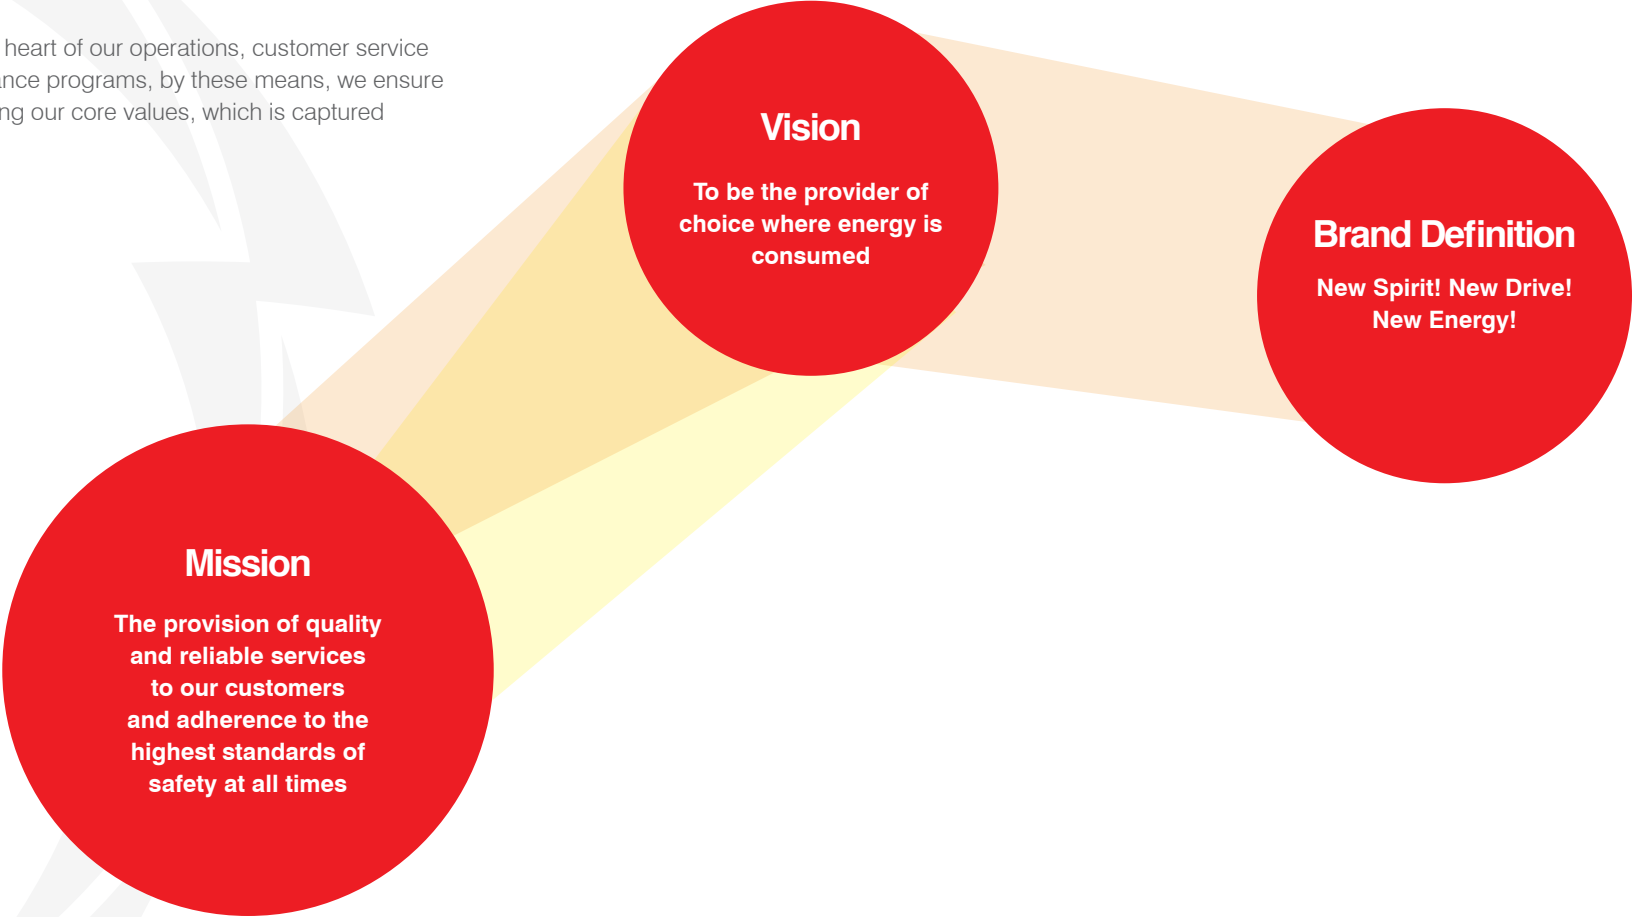 heart of our operations, customer service
programs, by these means, we ensure
our core values, which is captured
Vision
To be the provider of
choice where energy is
consumed
Brand Definition
New Spirit! New Drive!
New Energy!
Mission
The provision of quality
and reliable services
to our customers
and adherence to the
highest standards of
safety at all times